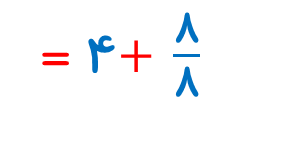 = ۴ + ۸/۸